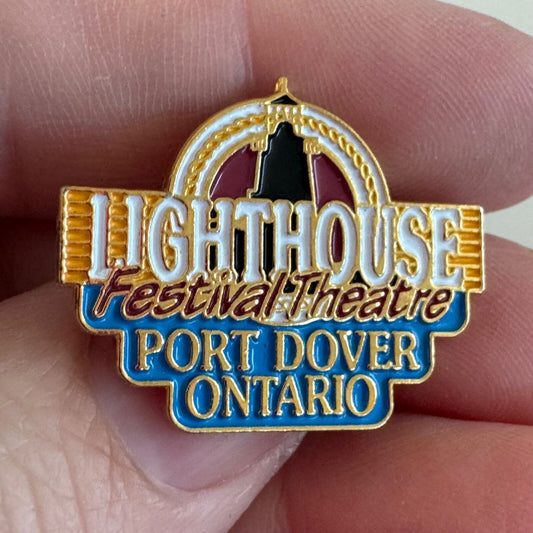 LIGHTHOUSE
Festival Theatre
PORT DOVER
ONTARIO